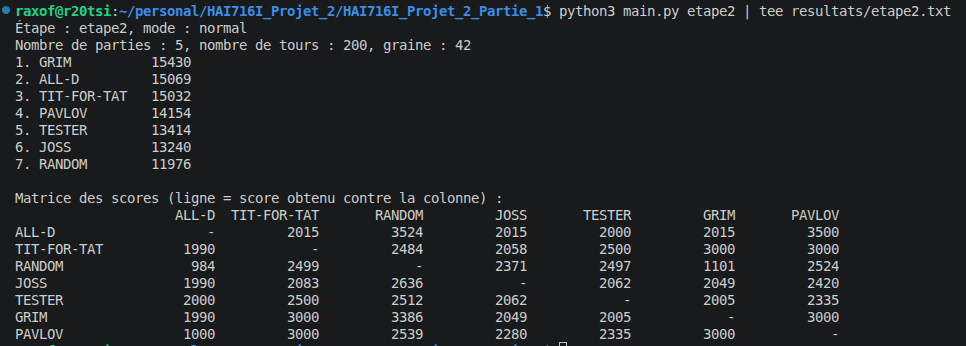 raxof@r20tsi:~/personal/HAI716I_Projet_2/HAI716I_Projet_2_Partie_1$ python3 main.py etape2 | tee resultats/etape2.txt
Étape : etape2, mode : normal
Nombre de parties : 5, nombre de tours : 200, graine : 42
1. GRIM 15430
2. ALL-D 15069
3. TIT-FOR-TAT 15032
4. PAVLOV 14154
5. TESTER 13414
6. JOSS 13240
7. RANDOM 11976
Matrice des scores (ligne = score obtenu contre la colonne) :
ALL-D TIT-FOR-TAT RANDOM JOSS TESTER GRIM PAVLOV
ALL-D - 2015 3524 2015 2000 2015 3500
TIT-FOR-TAT 1990 - 2484 2058 2500 3000 3000
RANDOM 984 2499 - 2371 2497 1101 2524
JOSS 1990 2083 2636 - 2062 2049 2420
TESTER 2000 2500 2512 2062 - 2005 2335
GRIM 1990 3000 3386 2049 2005 - 3000
PAVLOV 1000 3000 2539 2280 2335 3000 -